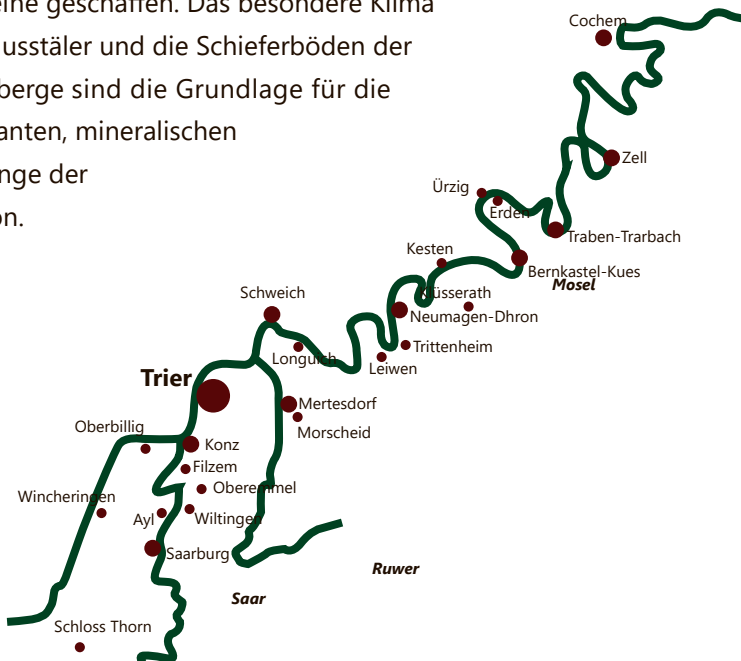 eine geschaffen. Das besondere Klima
usstäler und die Schieferböden der
berge sind die Grundlage für die
anten, mineralischen
nge der
on.
Cochem
Zell
Ürzig
Erden
Traben-Trarbach
Kesten
Bernkastel-Kues
Mosel
Schweich
Klüsserath
Neumagen-Dhron
Longuich
Trittenheim
Leiwen
Trier
Mertesdorf
Morscheid
Oberbillig
Konz
Filzem
Oberemmel
Wincheringen
Ayl
Wiltingen
Saarburg
Ruwer
Saar
Schloss Thorn